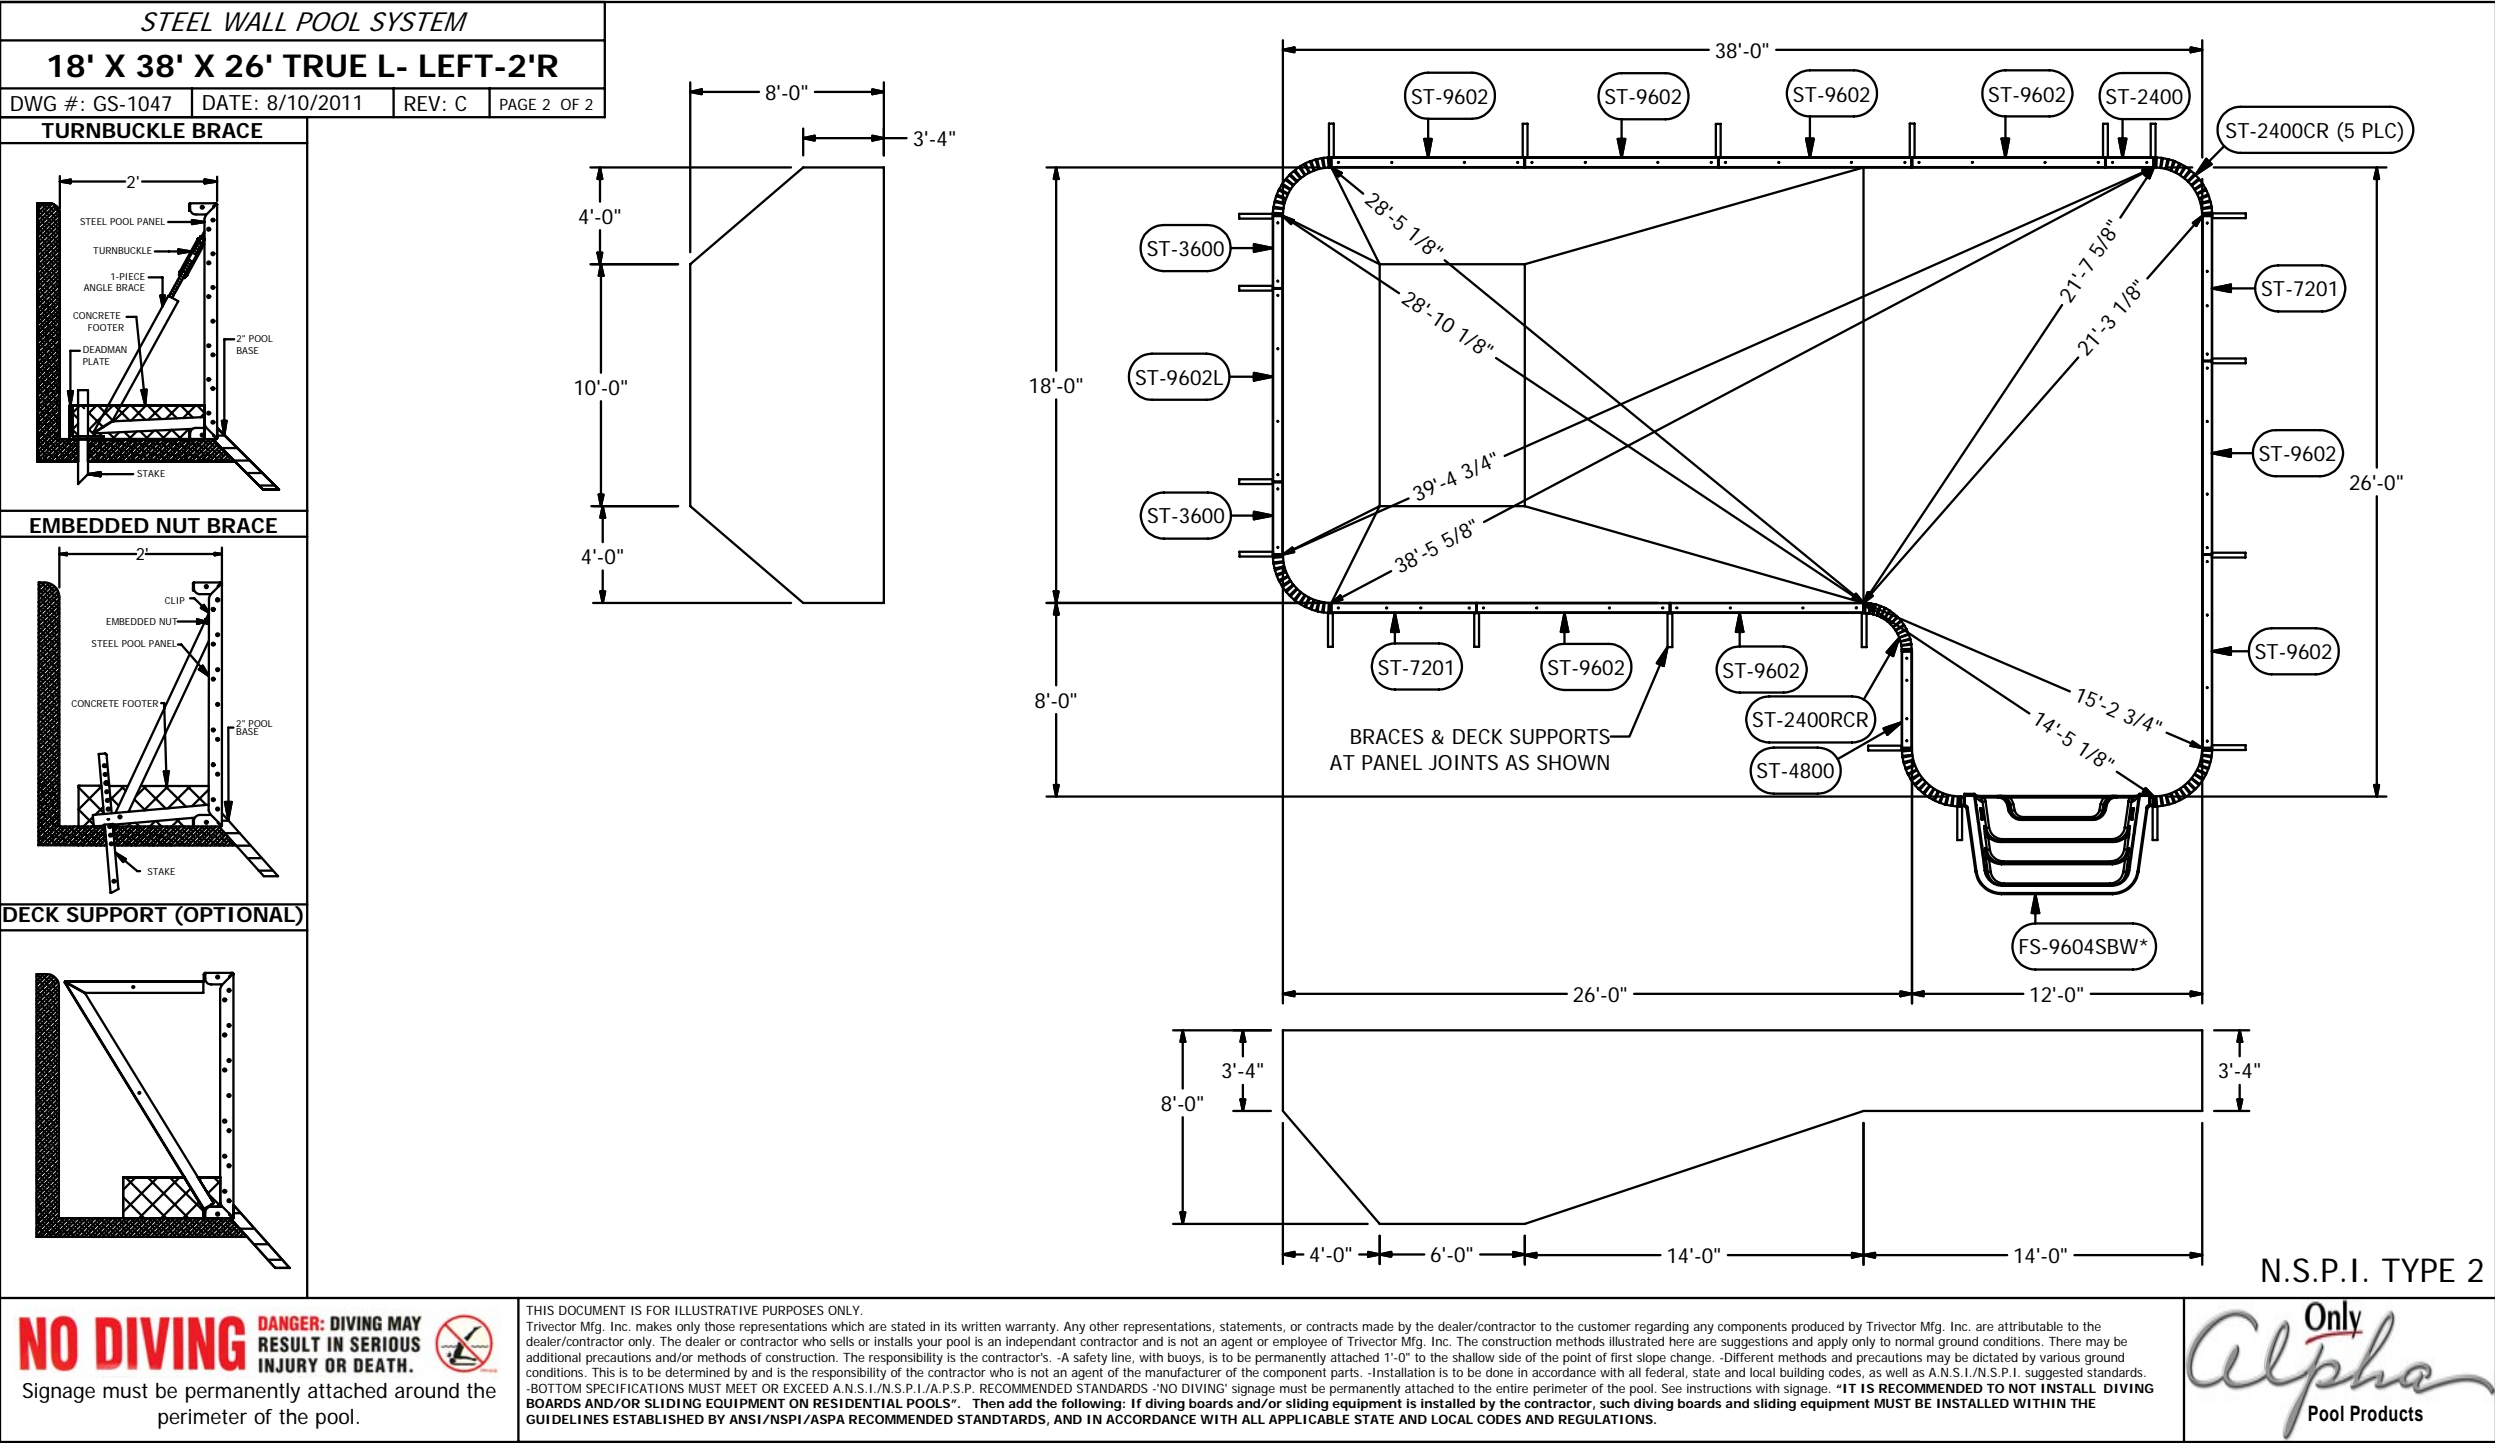 STEEL WALL POOL SYSTEM
18' X 38' X 26' TRUE L- LEFT-2'R
DWG #: GS-1047
DATE: 8/10/2011
REV: C
PAGE 2 OF 2
TURNBUCKLE BRACE
2'
STEEL POOL PANEL
TURNBUCKLE
1-PIECE
ANGLE BRACE
CONCRETE
FOOTER
DEADMAN
PLATE
2" POOL
BASE
STAKE
EMBEDDED NUT BRACE
2'
CLIP
EMBEDDED NUT
STEEL POOL PANEL
CONCRETE FOOTER
2" POOL
BASE
STAKE
DECK SUPPORT (OPTIONAL)
8'-0"
3'-4"
4'-0"
10'-0"
4'-0"
38'-0"
ST-9602
ST-9602
ST-9602
ST-9602
ST-2400
ST-2400CR (5 PLC)
ST-3600
ST-9602L
ST-3600
18'-0"
8'-0"
28'-5 1/8"
28'-10 1/8"
39'-4 3/4"
38'-5 5/8"
21'-7 5/8"
21'-3 1/8"
ST-7201
ST-9602
26'-0"
ST-9602
ST-7201
ST-9602
ST-9602
ST-2400RCR
ST-4800
BRACES & DECK SUPPORTS
AT PANEL JOINTS AS SHOWN
15'-2 3/4"
14'-5 1/8"
FS-9604SBW*
26'-0"
12'-0"
3'-4"
8'-0"
3'-4"
4'-0"
6'-0"
14'-0"
14'-0"
N.S.P.I. TYPE 2
NO DIVING
DANGER: DIVING MAY
RESULT IN SERIOUS
INJURY OR DEATH.
Signage must be permanently attached around the
perimeter of the pool.
THIS DOCUMENT IS FOR ILLUSTRATIVE PURPOSES ONLY.
Trivector Mfg. Inc. makes only those representations which are stated in its written warranty. Any other representations, statements, or contracts made by the dealer/contractor to the customer regarding any components produced by Trivector Mfg. Inc. are attributable to the
dealer/contractor only. The dealer or contractor who sells or installs your pool is an independant contractor and is not an agent or employee of Trivector Mfg. Inc. The construction methods illustrated here are suggestions and apply only to normal ground conditions. There may be
additional precautions and/or methods of construction. The responsibility is the contractor's. -A safety line, with buoys, is to be permanently attached 1'-0" to the shallow side of the point of first slope change. -Different methods and precautions may be dictated by various ground
conditions. This is to be determined by and is the responsibility of the contractor who is not an agent of the manufacturer of the component parts. -Installation is to be done in accordance with all federal, state and local building codes, as well as A.N.S.I./N.S.P.I. suggested standards.
-BOTTOM SPECIFICATIONS MUST MEET OR EXCEED A.N.S.I./N.S.P.I./A.P.S.P. RECOMMENDED STANDARDS -'NO DIVING' signage must be permanently attached to the entire perimeter of the pool. See instructions with signage. "IT IS RECOMMENDED TO NOT INSTALL DIVING
BOARDS AND/OR SLIDING EQUIPMENT ON RESIDENTIAL POOLS". Then add the following: If diving boards and/or sliding equipment is installed by the contractor, such diving boards and sliding equipment MUST BE INSTALLED WITHIN THE
GUIDELINES ESTABLISHED BY ANSI/NSPI/ASPA RECOMMENDED STANDTARDS, AND IN ACCORDANCE WITH ALL APPLICABLE STATE AND LOCAL CODES AND REGULATIONS.
Only
alpha
Pool Products